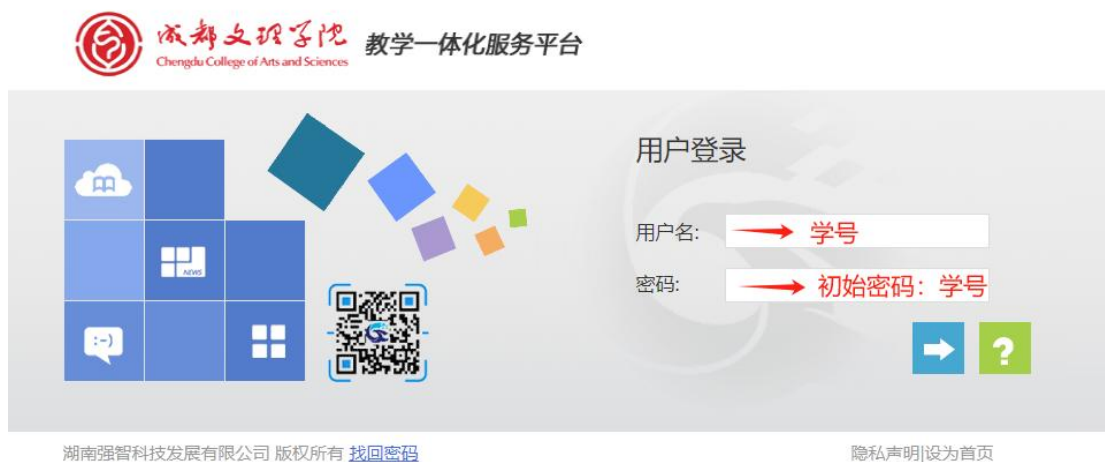 成都文理学院
Chengdu College of Arts and Sciences
教学一体化服务平台
用户登录
用户名: 学号
NEWS
密码: 初始密码：学号
:-)
?
湖南强智科技发展有限公司 版权所有 找回密码
隐私声明|设为首页